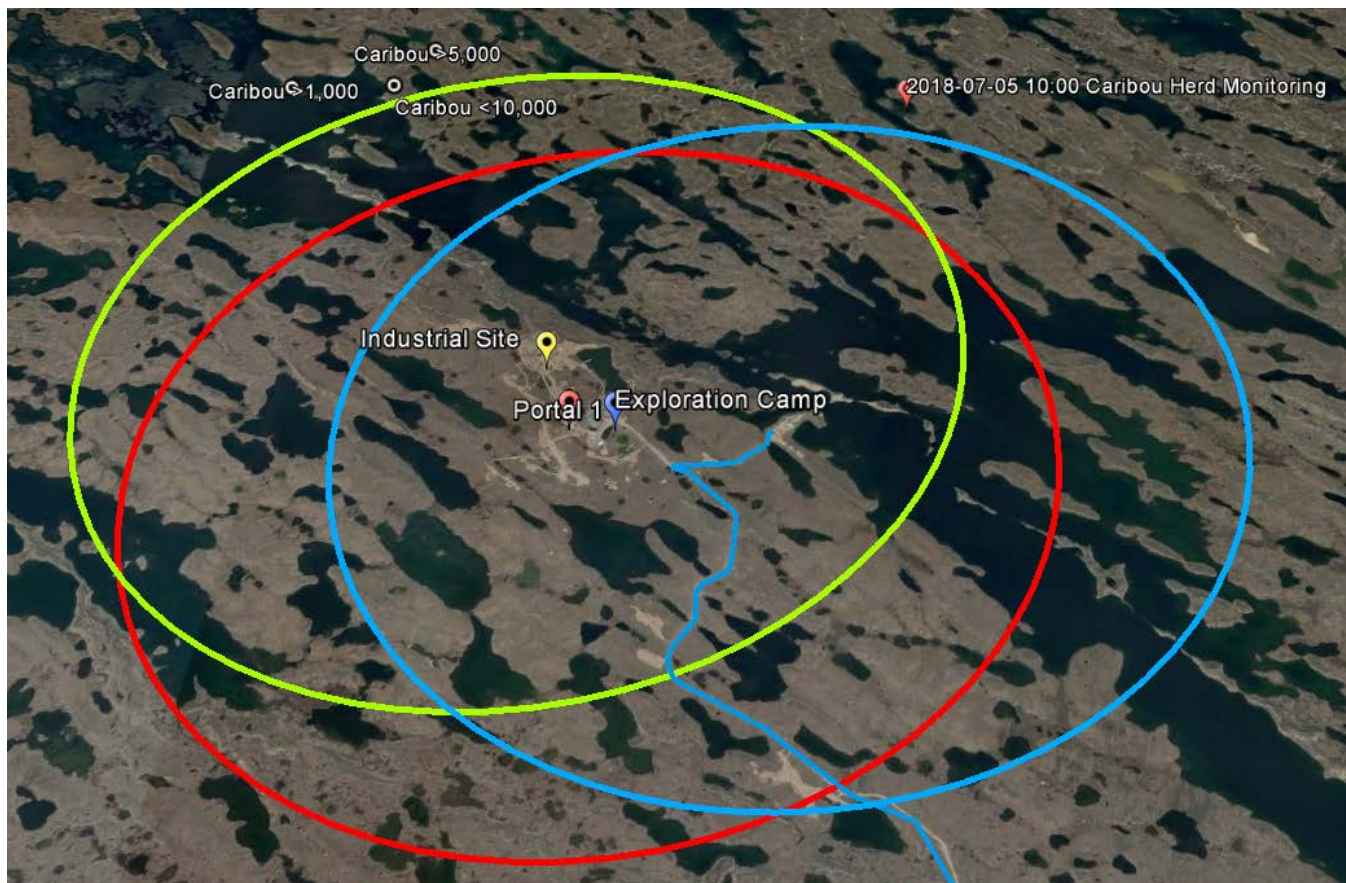 Caribou >5,000
Caribou >1,000
Caribou <10,000
2018-07-05 10:00 Caribou Herd Monitoring
Industrial Site
Portal 1
Exploration Camp